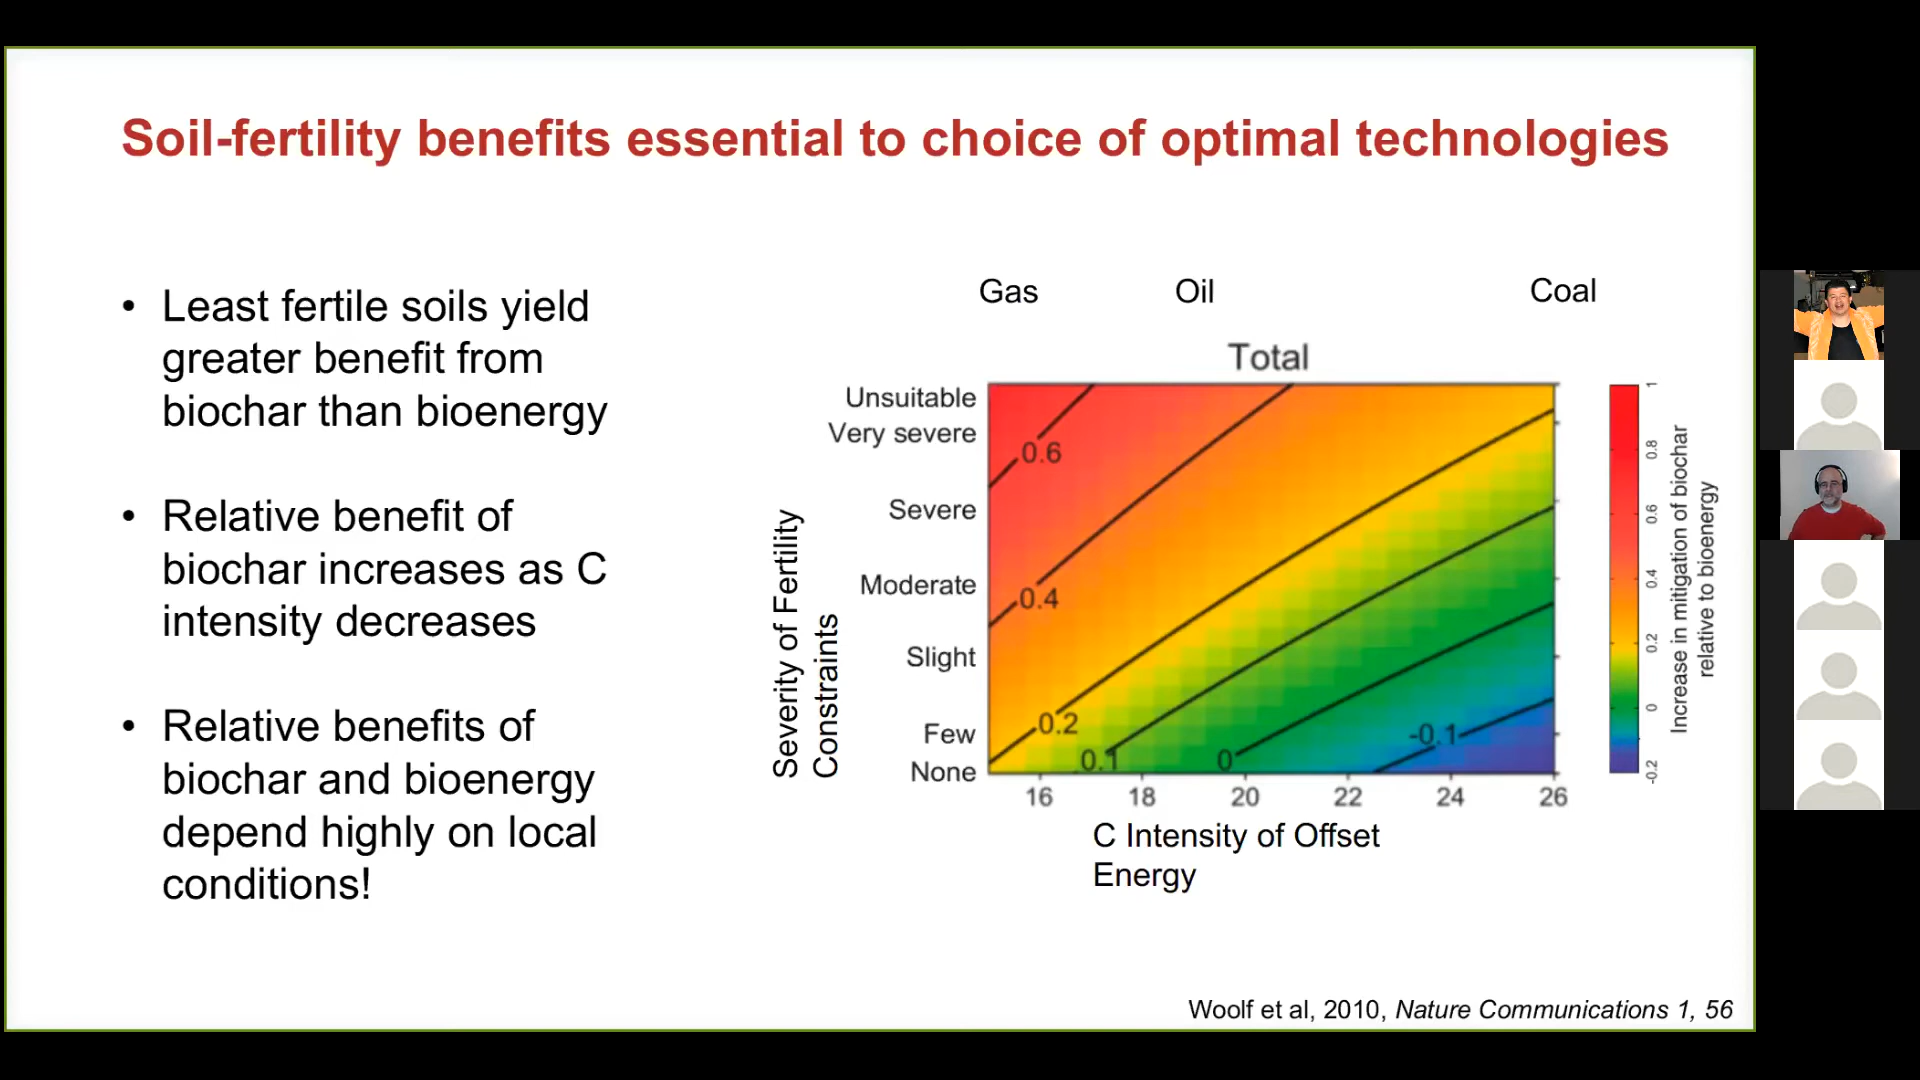 Soil-fertility benefits essential to choice of optimal technologies
• Least fertile soils yield
greater benefit from
biochar than bioenergy
• Relative benefit of
biochar increases as C
intensity decreases
• Relative benefits of
biochar and bioenergy
depend highly on local
conditions!
Gas Oil Coal
Total
Severity of Fertility
Constraints
Unsuitable
Very severe
Severe
Moderate
Slight
Few
None
0.6
0.4
0.2
0.1
0
-0.1
16 18 20 22 24 26
C Intensity of Offset
Energy
1
0.8
0.6
0.4
0.2
0
-0.2
Increase in mitigation of biochar
relative to bioenergy
Woolf et al, 2010, Nature Communications 1, 56